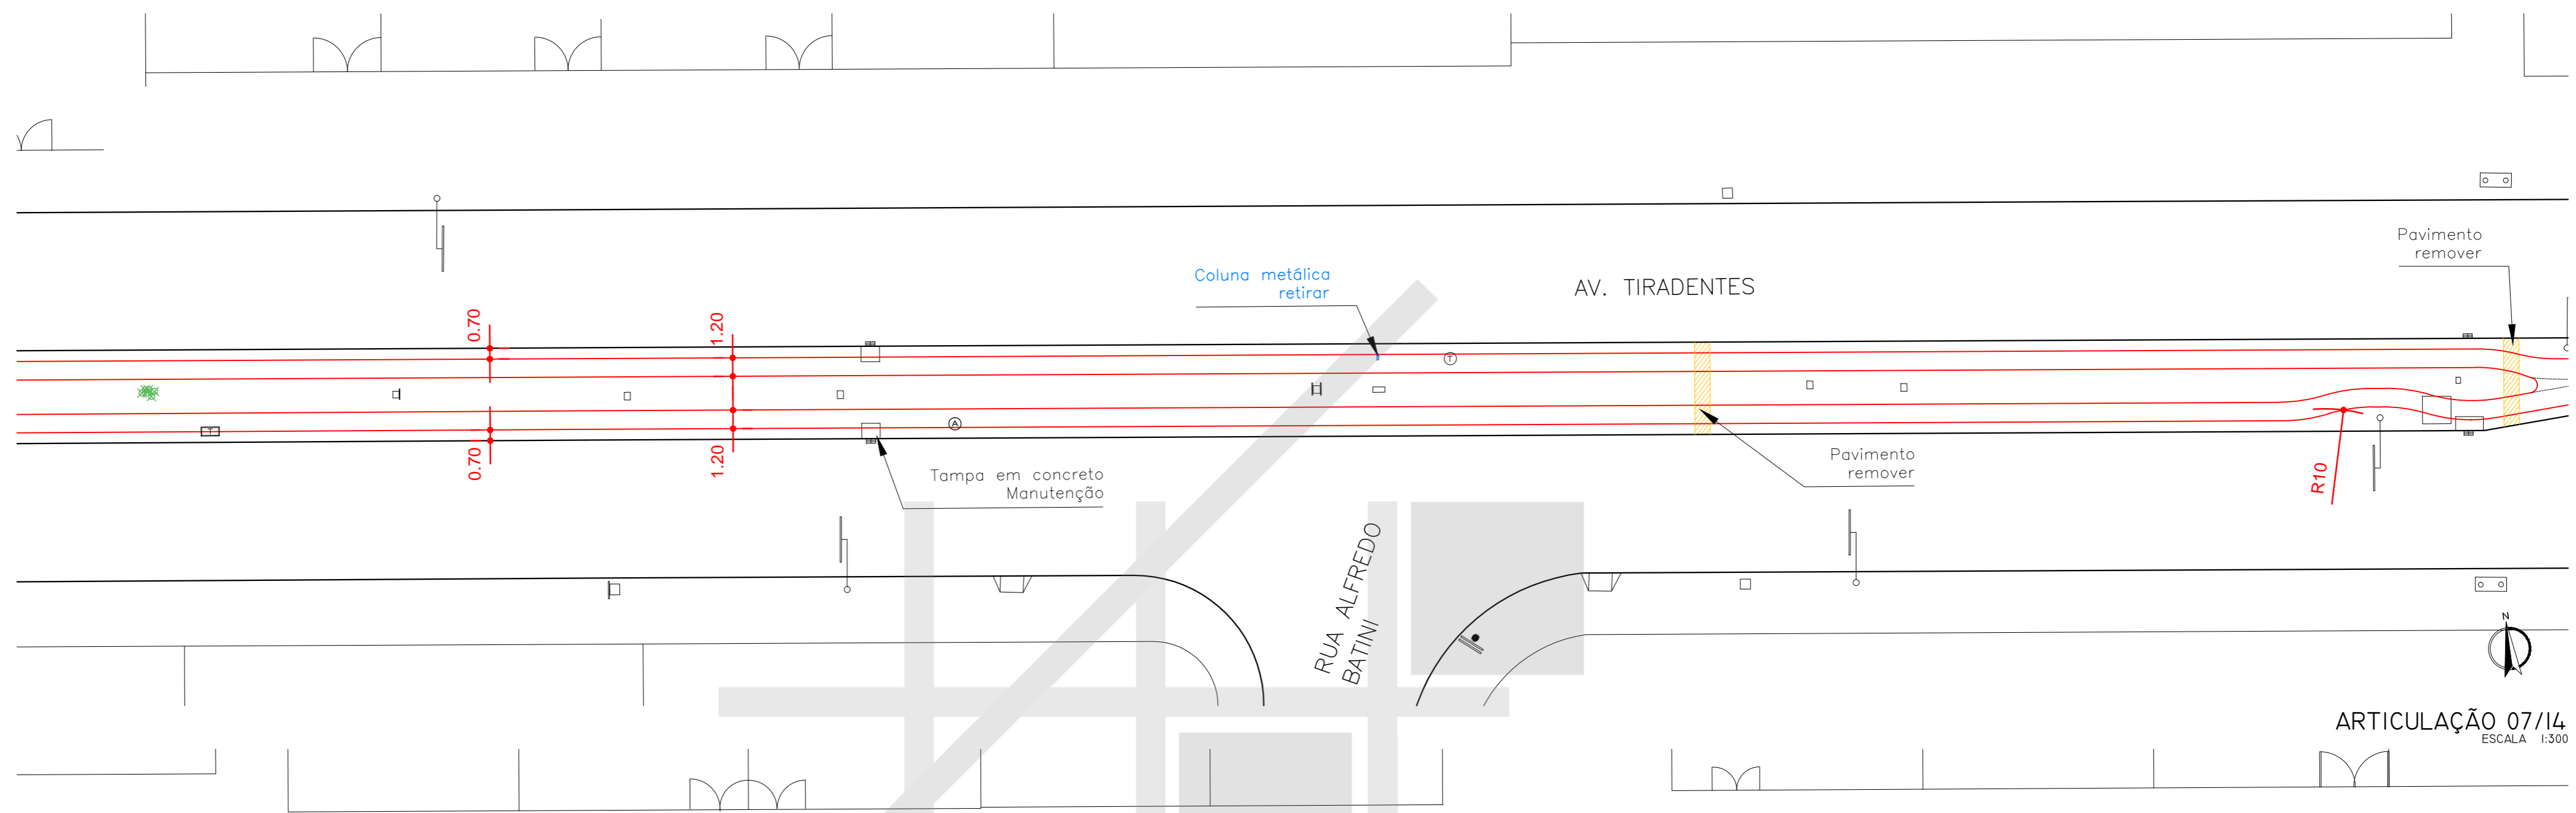 Pavimento
remover
Coluna metálica
retirar
AV. TIRADENTES
0.70
1.20
T
T
A
0.70
1.20
Tampa em concreto
Manutenção
Pavimento
remover
R10
RUA ALFREDO
BATINI
N
ARTICULAÇÃO 07/14
ESCALA 1:300